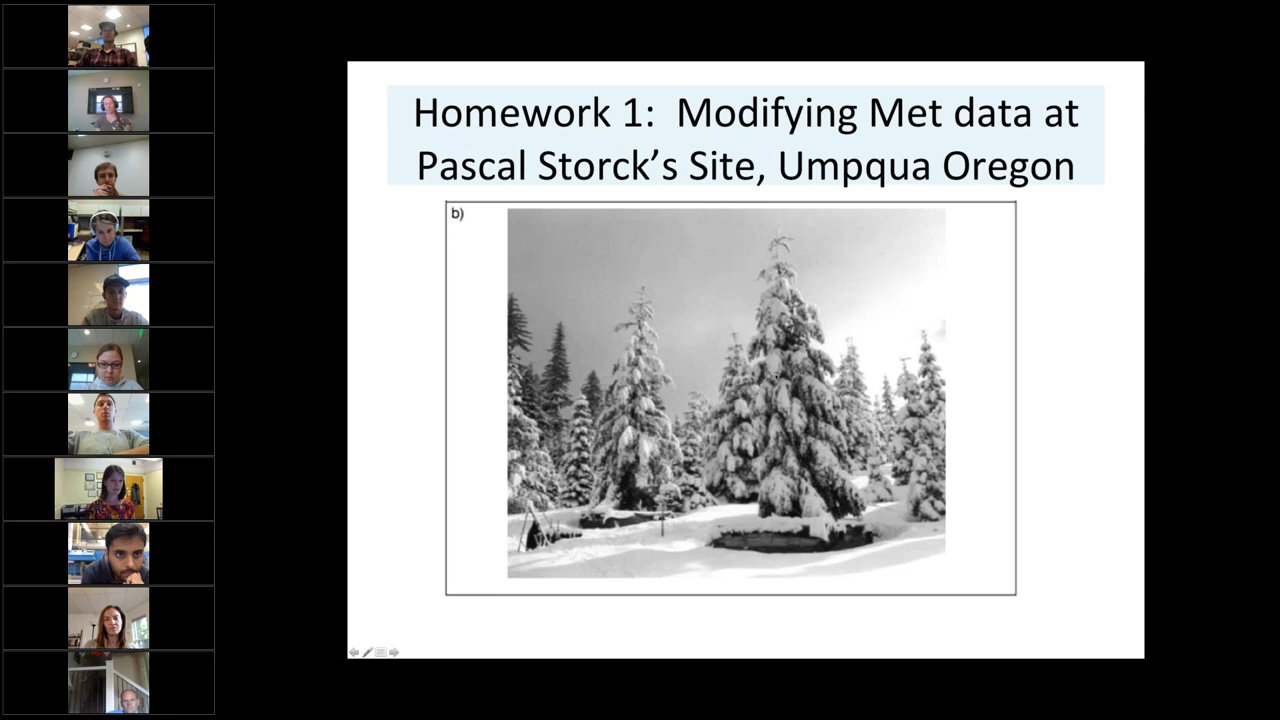 Homework 1:  Modifying Met data at
Pascal Storck’s Site, Umpqua Oregon
b)